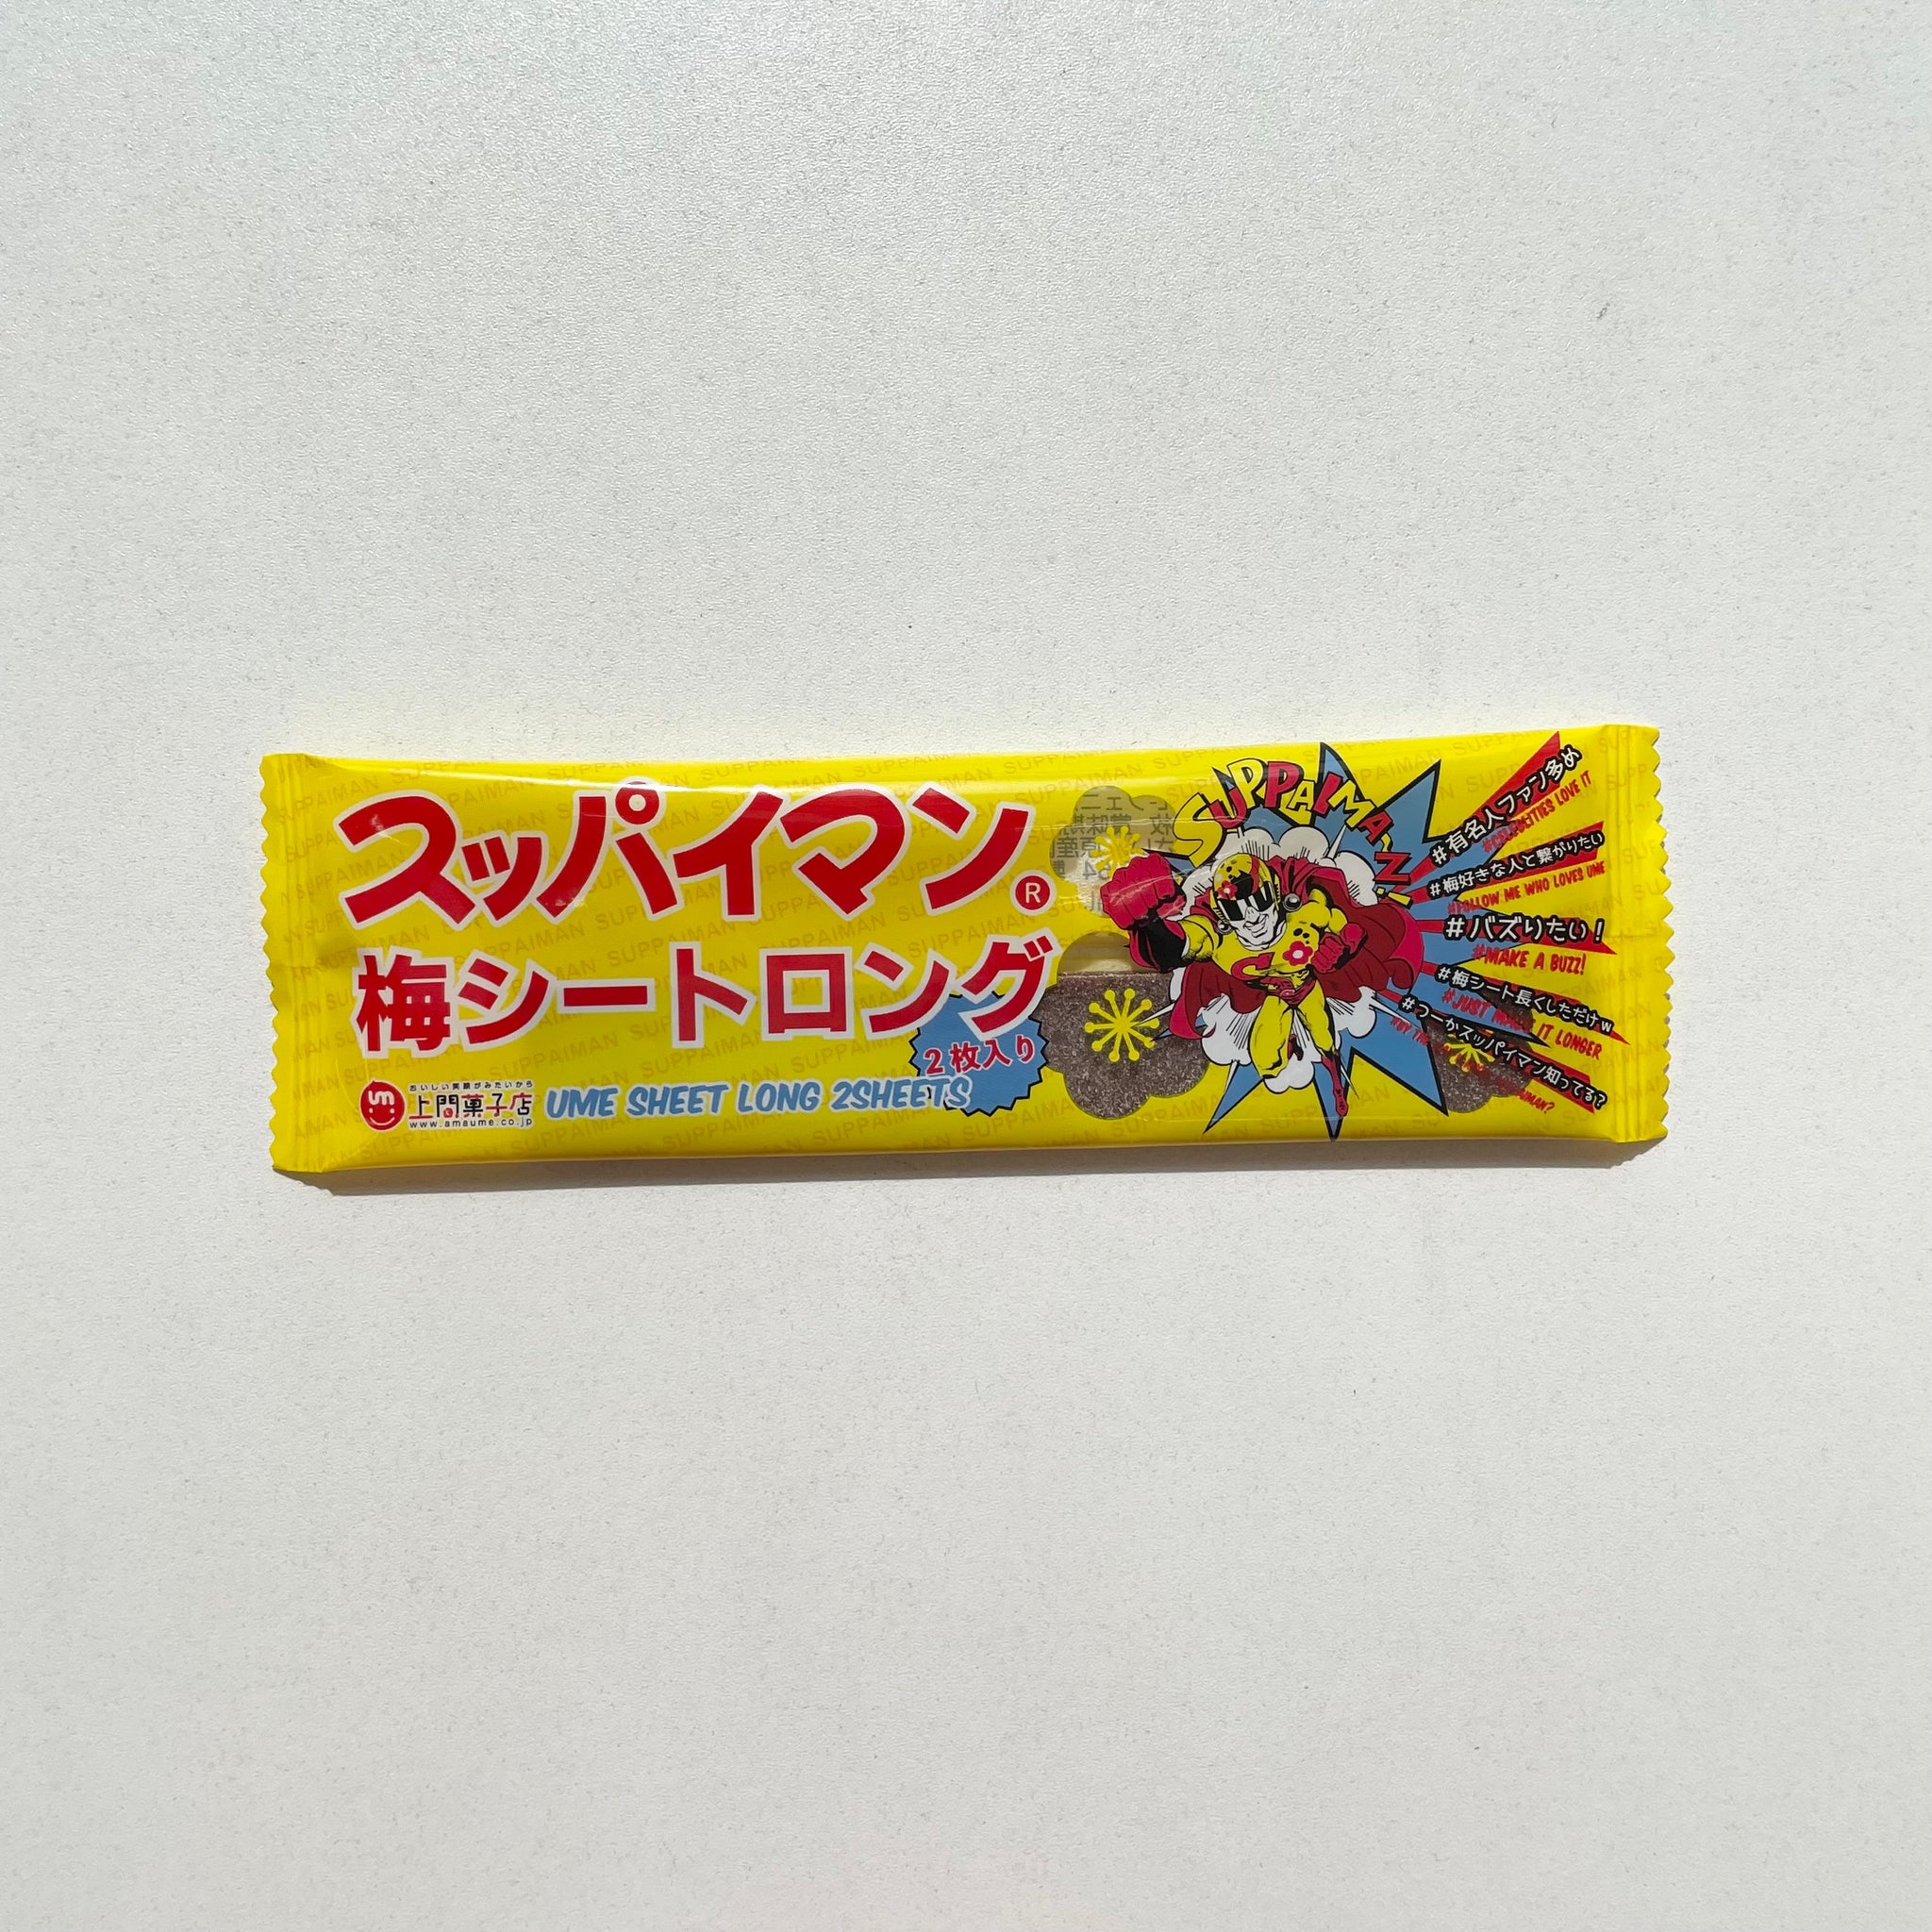 スッパイマン®
梅シートロング
2枚入り
UME SHEET LONG 2SHEETS
おいしい笑顔がみたいから
上間菓子店
www.amaume.co.jp
SUPPAIMAN
#有名人ファン多め
#CELEBRITIES LOVE IT
#梅好きな人と繋がりたい
#FOLLOW ME WHO LOVES UME
#バズりたい!
#MAKE A BUZZ!
#梅シート長くしただけw
#JUST MAKE IT LONGER
#つーかスッパイマン知ってる?